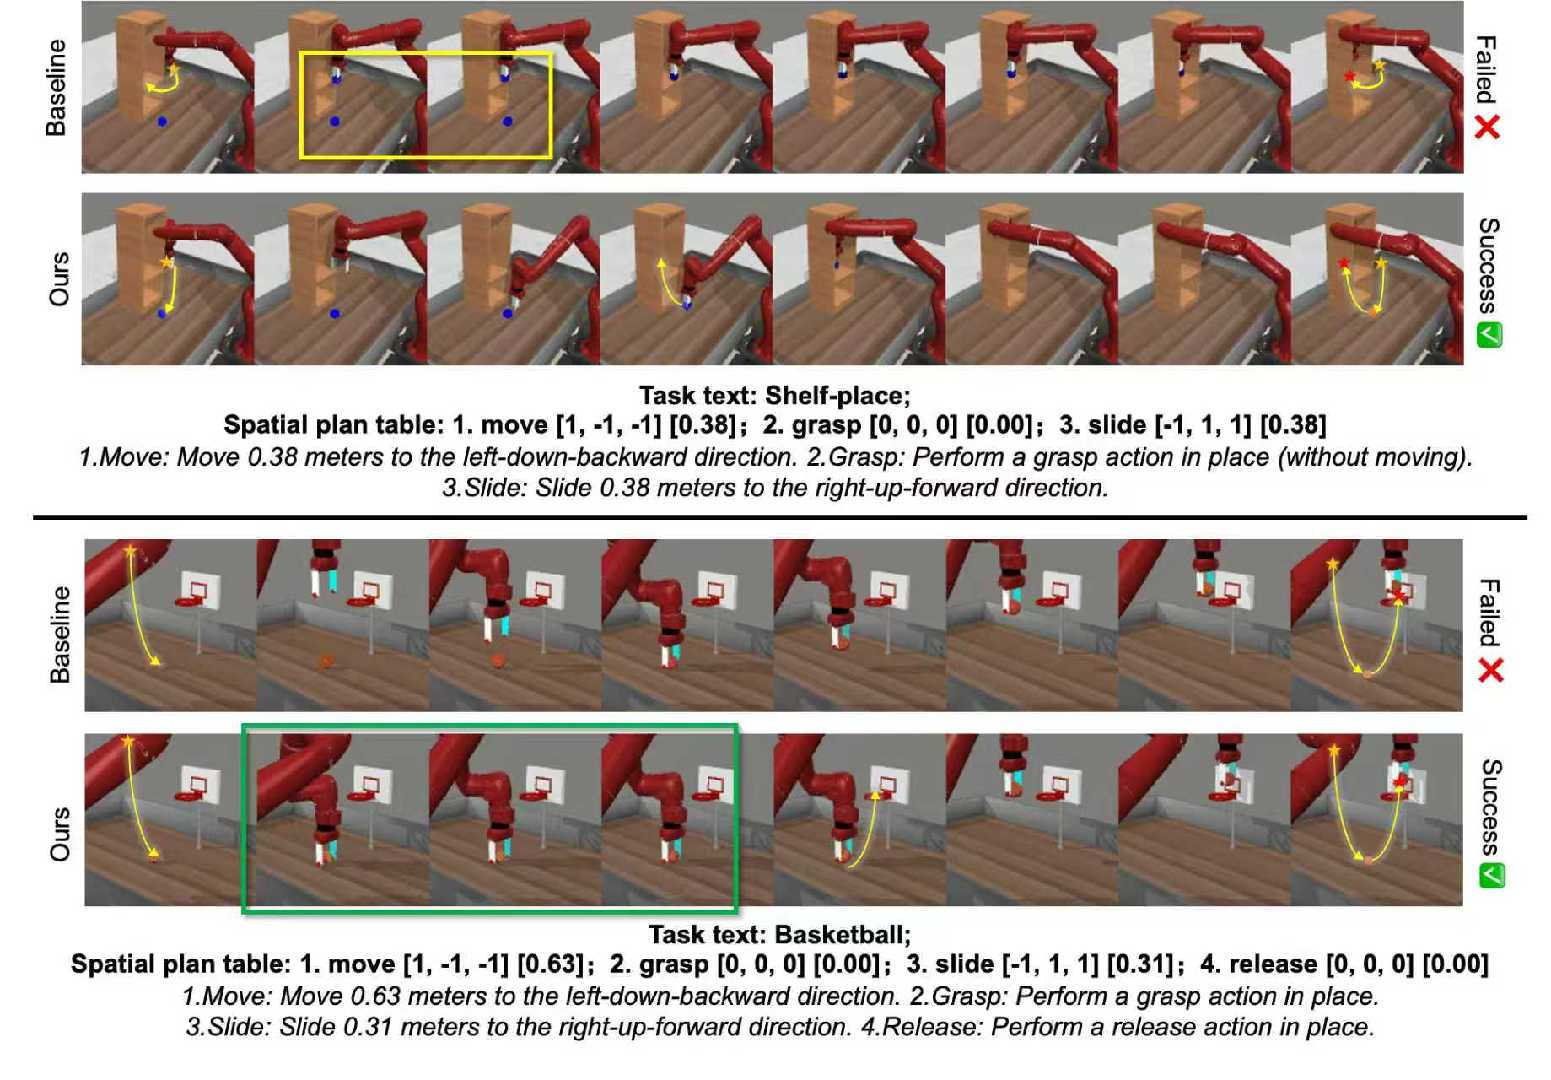 Baseline
Failed
Ours
Success
Task text: Shelf-place;
Spatial plan table: 1. move [1, -1, -1] [0.38]; 2. grasp [0, 0, 0] [0.00]; 3. slide [-1, 1, 1] [0.38]
1.Move: Move 0.38 meters to the left-down-backward direction. 2.Grasp: Perform a grasp action in place (without moving).
3.Slide: Slide 0.38 meters to the right-up-forward direction.
Baseline
Failed
Ours
Success
Task text: Basketball;
Spatial plan table: 1. move [1, -1, -1] [0.63]; 2. grasp [0, 0, 0] [0.00]; 3. slide [-1, 1, 1] [0.31]; 4. release [0, 0, 0] [0.00]
1.Move: Move 0.63 meters to the left-down-backward direction. 2.Grasp: Perform a grasp action in place.
3.Slide: Slide 0.31 meters to the right-up-forward direction. 4.Release: Perform a release action in place.